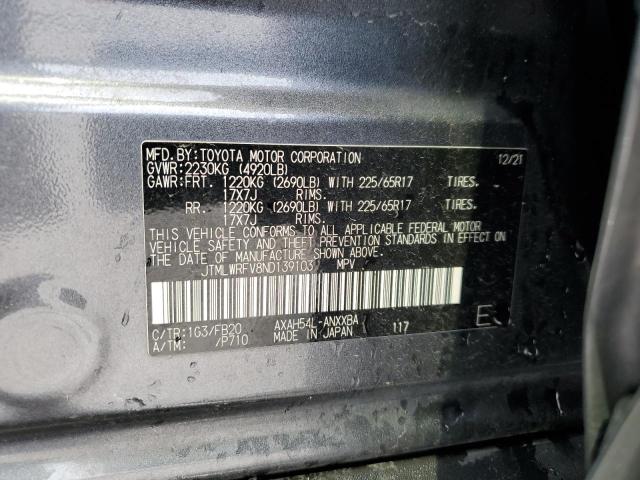 MFD.BY:TOYOTA MOTOR CORPORATION 12/21
GVWR:2230KG (4920LB)
GAWR:FRT. 1220KG (2690LB) WITH 225/65R17 TIRES.
17X7J RIMS.
RR. 1220KG (2690LB) WITH 225/65R17 TIRES.
17X7J RIMS.
THIS VEHICLE CONFORMS TO ALL APPLICABLE FEDERAL MOTOR
VEHICLE SAFETY AND THEFT PREVENTION STANDARDS IN EFFECT ON
THE DATE OF MANUFACTURE SHOWN ABOVE.
JTMLWRFV8ND139103 MPV
C/TR:1G3/FB20 AXAH54L-ANXXBA 117 E
A/TM: /P710 MADE IN JAPAN